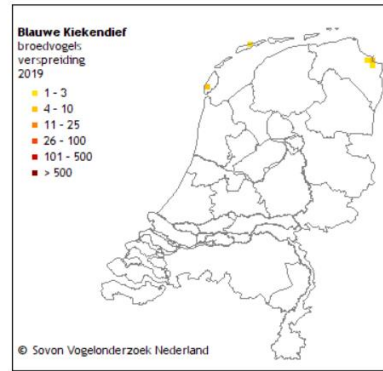 Blauwe Kiekendief
broedvogels
verspreiding
2019
1 - 3
4 - 10
11 - 25
26 - 100
101 - 500
> 500
© Sovon Vogelonderzoek Nederland